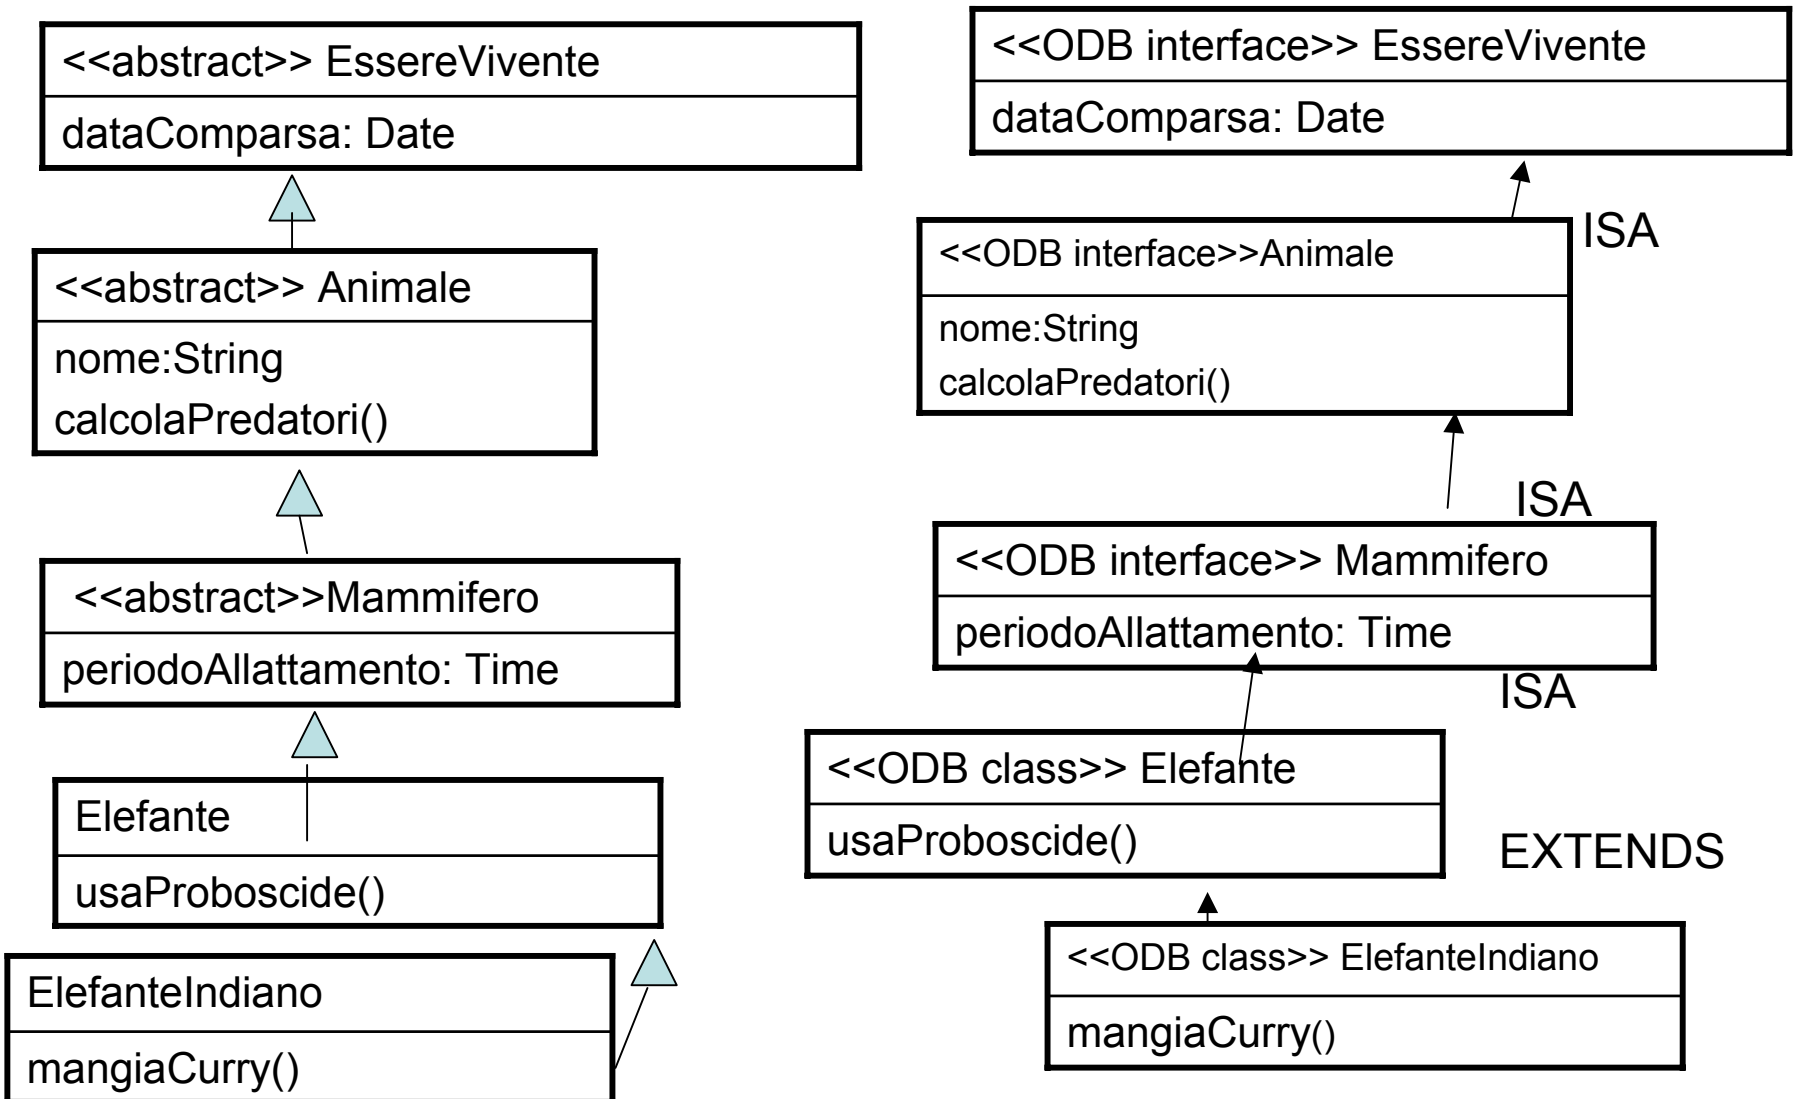 <<abstract>> EssereVivente
dataComparsa: Date
<<abstract>> Animale
nome:String
calcolaPredatori()
<<abstract>>Mammifero
periodoAllattamento: Time
Elefante
usaProboscide()
ElefanteIndiano
mangiaCurry()
<<ODB interface>> EssereVivente
dataComparsa: Date
ISA
<<ODB interface>>Animale
nome:String
calcolaPredatori()
ISA
<<ODB interface>> Mammifero
periodoAllattamento: Time
ISA
<<ODB class>> Elefante
usaProboscide()
EXTENDS
<<ODB class>> ElefanteIndiano
mangiaCurry()